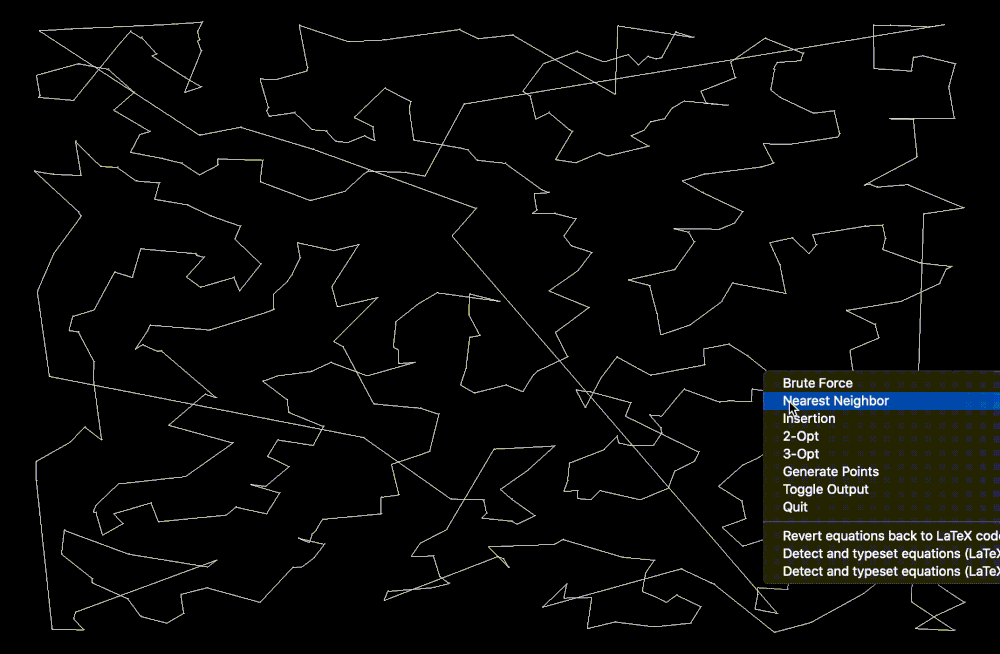 Brute Force
Nearest Neighbor
Insertion
2-Opt
3-Opt
Generate Points
Toggle Output
Quit
Revert equations back to LaTeX code
Detect and typeset equations (LaTeX
Detect and typeset equations (LaTeX